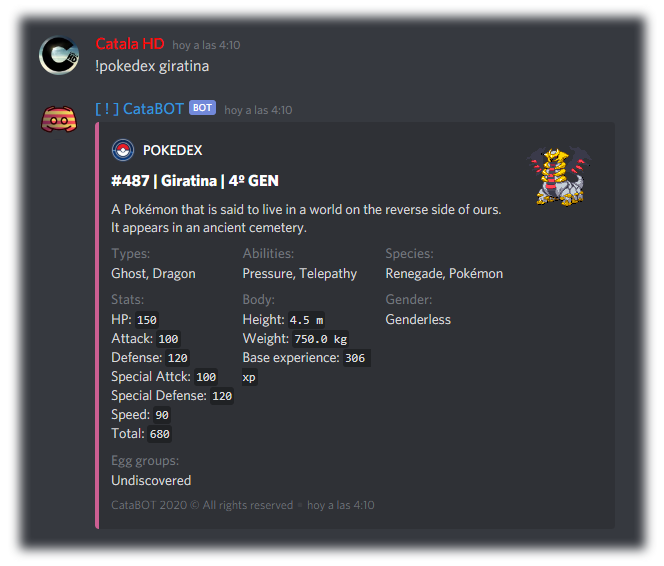 Catala HD hoy a las 4:10
!pokedex giratina
[ ! ] CataBOT BOT hoy a las 4:10
POKEDEX
#487 | Giratina | 4º GEN
A Pokémon that is said to live in a world on the reverse side of ours.
It appears in an ancient cemetery.
Types: Abilities: Species:
Ghost, Dragon Pressure, Telepathy Renegade, Pokémon
Stats: Body: Gender:
HP: 150 Height: 4.5 m Genderless
Attack: 100 Weight: 750.0 kg
Defense: 120 Base experience: 306
Special Attck: 100 xp
Special Defense: 120
Speed: 90
Total: 680
Egg groups:
Undiscovered
CataBOT 2020 © All rights reserved • hoy a las 4:10